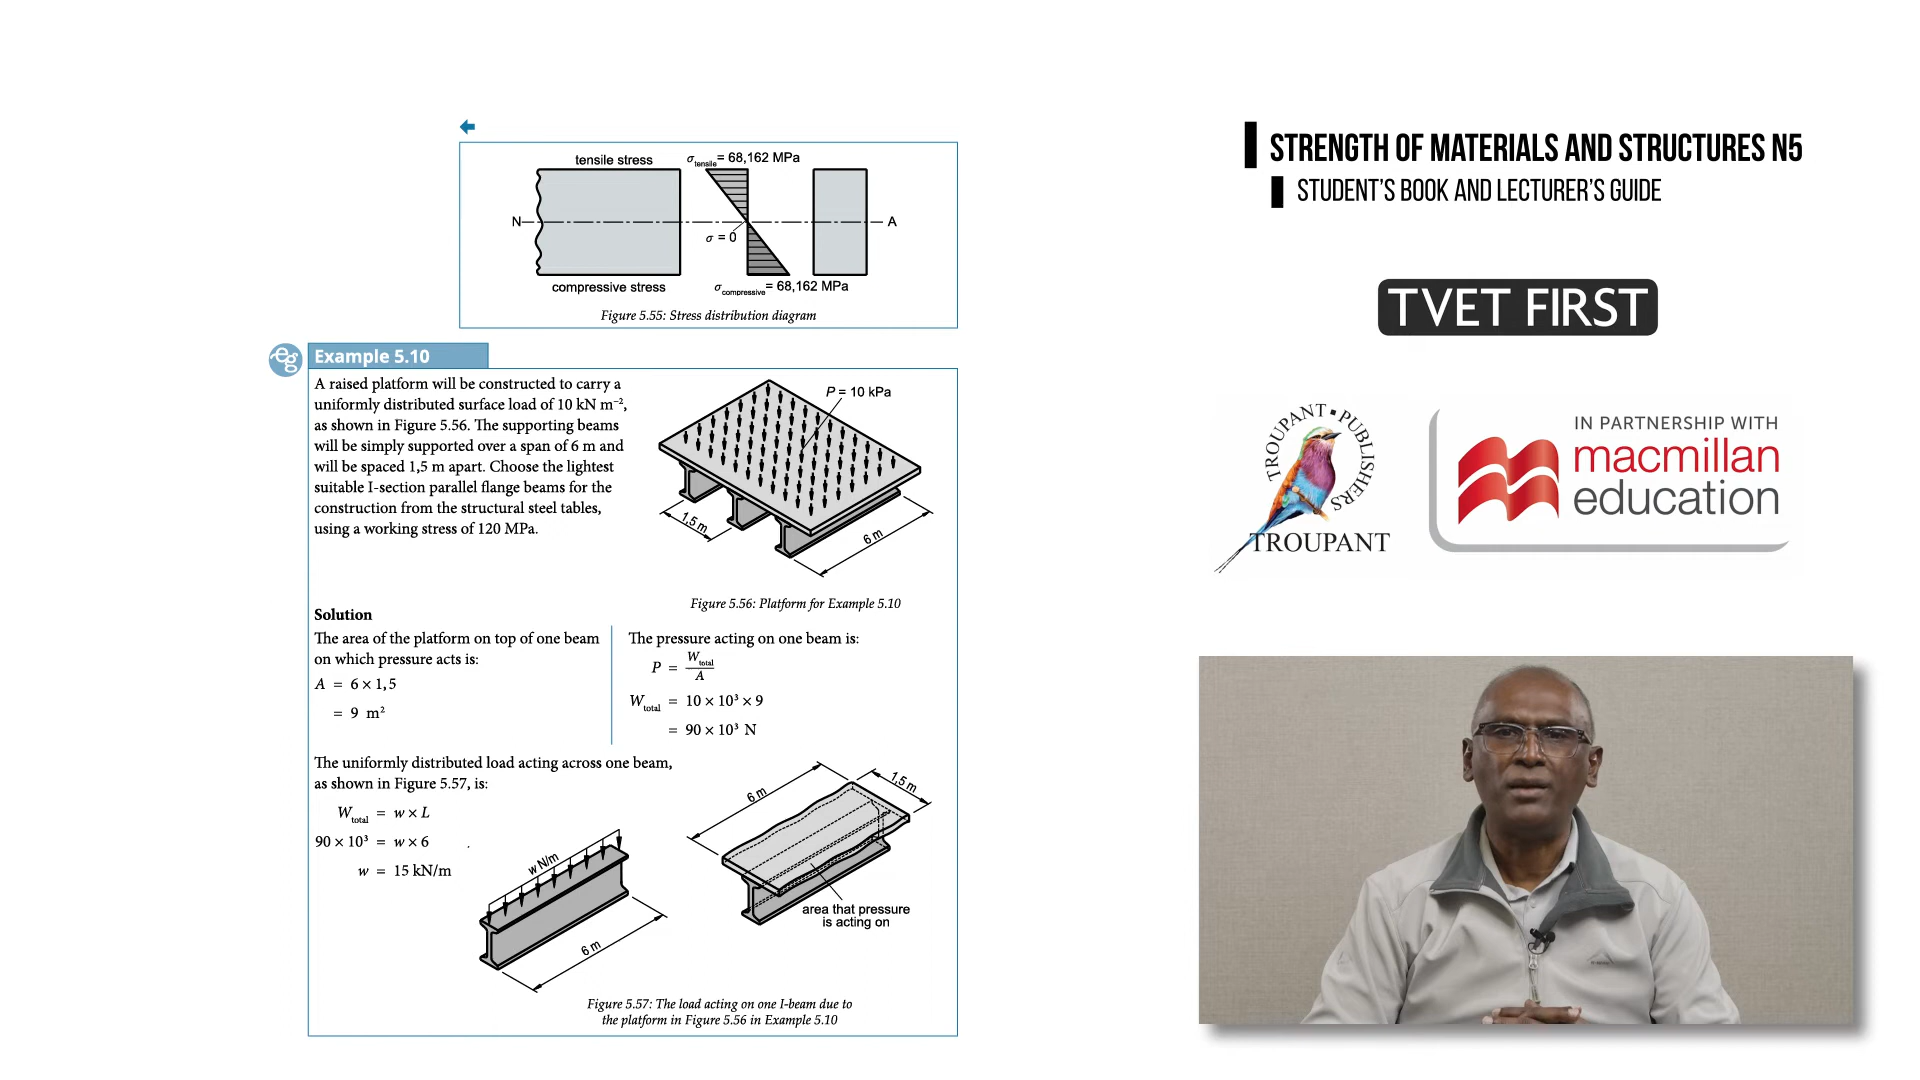 tensile stress
σtensile = 68,162 MPa
N
A
σ = 0
compressive stress
σcompressive = 68,162 MPa
Figure 5.55: Stress distribution diagram
eg
Example 5.10
A raised platform will be constructed to carry a
uniformly distributed surface load of 10 kN m⁻²,
as shown in Figure 5.56. The supporting beams
will be simply supported over a span of 6 m and
will be spaced 1,5 m apart. Choose the lightest
suitable I-section parallel flange beams for the
construction from the structural steel tables,
using a working stress of 120 MPa.
P = 10 kPa
1,5 m
6 m
Figure 5.56: Platform for Example 5.10
Solution
The area of the platform on top of one beam
on which pressure acts is:
A = 6 × 1,5
= 9 m²
The pressure acting on one beam is:
P = Wtotal / A
Wtotal = 10 × 10³ × 9
= 90 × 10³ N
The uniformly distributed load acting across one beam,
as shown in Figure 5.57, is:
Wtotal = w × L
90 × 10³ = w × 6
w = 15 kN/m
w N/m
6 m
6 m
1,5 m
area that pressure
is acting on
Figure 5.57: The load acting on one I-beam due to
the platform in Figure 5.56 in Example 5.10
STRENGTH OF MATERIALS AND STRUCTURES N5
STUDENT'S BOOK AND LECTURER'S GUIDE
TVET FIRST
TROUPANT ▪ PUBLISHERS
TROUPANT
IN PARTNERSHIP WITH
macmillan
education